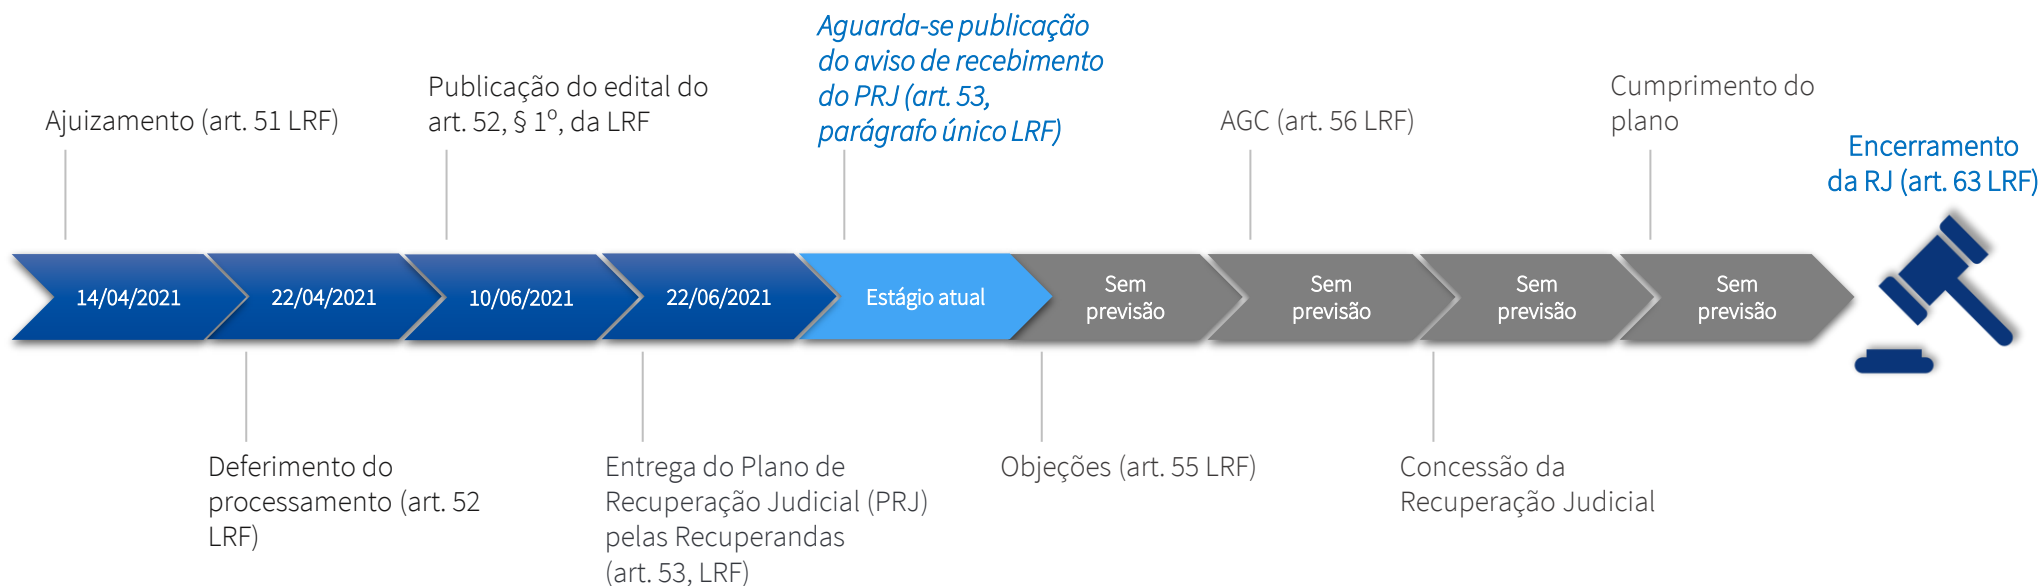 Aguarda-se publicação
do aviso de recebimento
do PRJ (art. 53,
parágrafo único LRF)
Publicação do edital do
art. 52, § 1º, da LRF
Ajuizamento (art. 51 LRF)
AGC (art. 56 LRF)
Cumprimento do
plano
Encerramento
da RJ (art. 63 LRF)
14/04/2021
22/04/2021
10/06/2021
22/06/2021
Estágio atual
Sem
previsão
Sem
previsão
Sem
previsão
Sem
previsão
Deferimento do
processamento (art. 52
LRF)
Entrega do Plano de
Recuperação Judicial (PRJ)
pelas Recuperandas
(art. 53, LRF)
Objeções (art. 55 LRF)
Concessão da
Recuperação Judicial